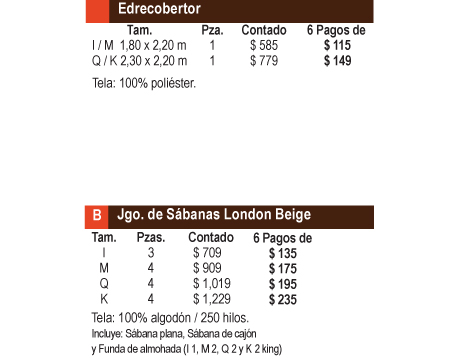 Edrecobertor
Tam. Pza. Contado 6 Pagos de
I / M 1,80 x 2,20 m 1 $ 585 $ 115
Q / K 2,30 x 2,20 m 1 $ 779 $ 149
Tela: 100% poliéster.
B Jgo. de Sábanas London Beige
Tam. Pzas. Contado 6 Pagos de
I 3 $ 709 $ 135
M 4 $ 909 $ 175
Q 4 $ 1,019 $ 195
K 4 $ 1,229 $ 235
Tela: 100% algodón / 250 hilos.
Incluye: Sábana plana, Sábana de cajón
y Funda de almohada (I 1, M 2, Q 2 y K 2 king)